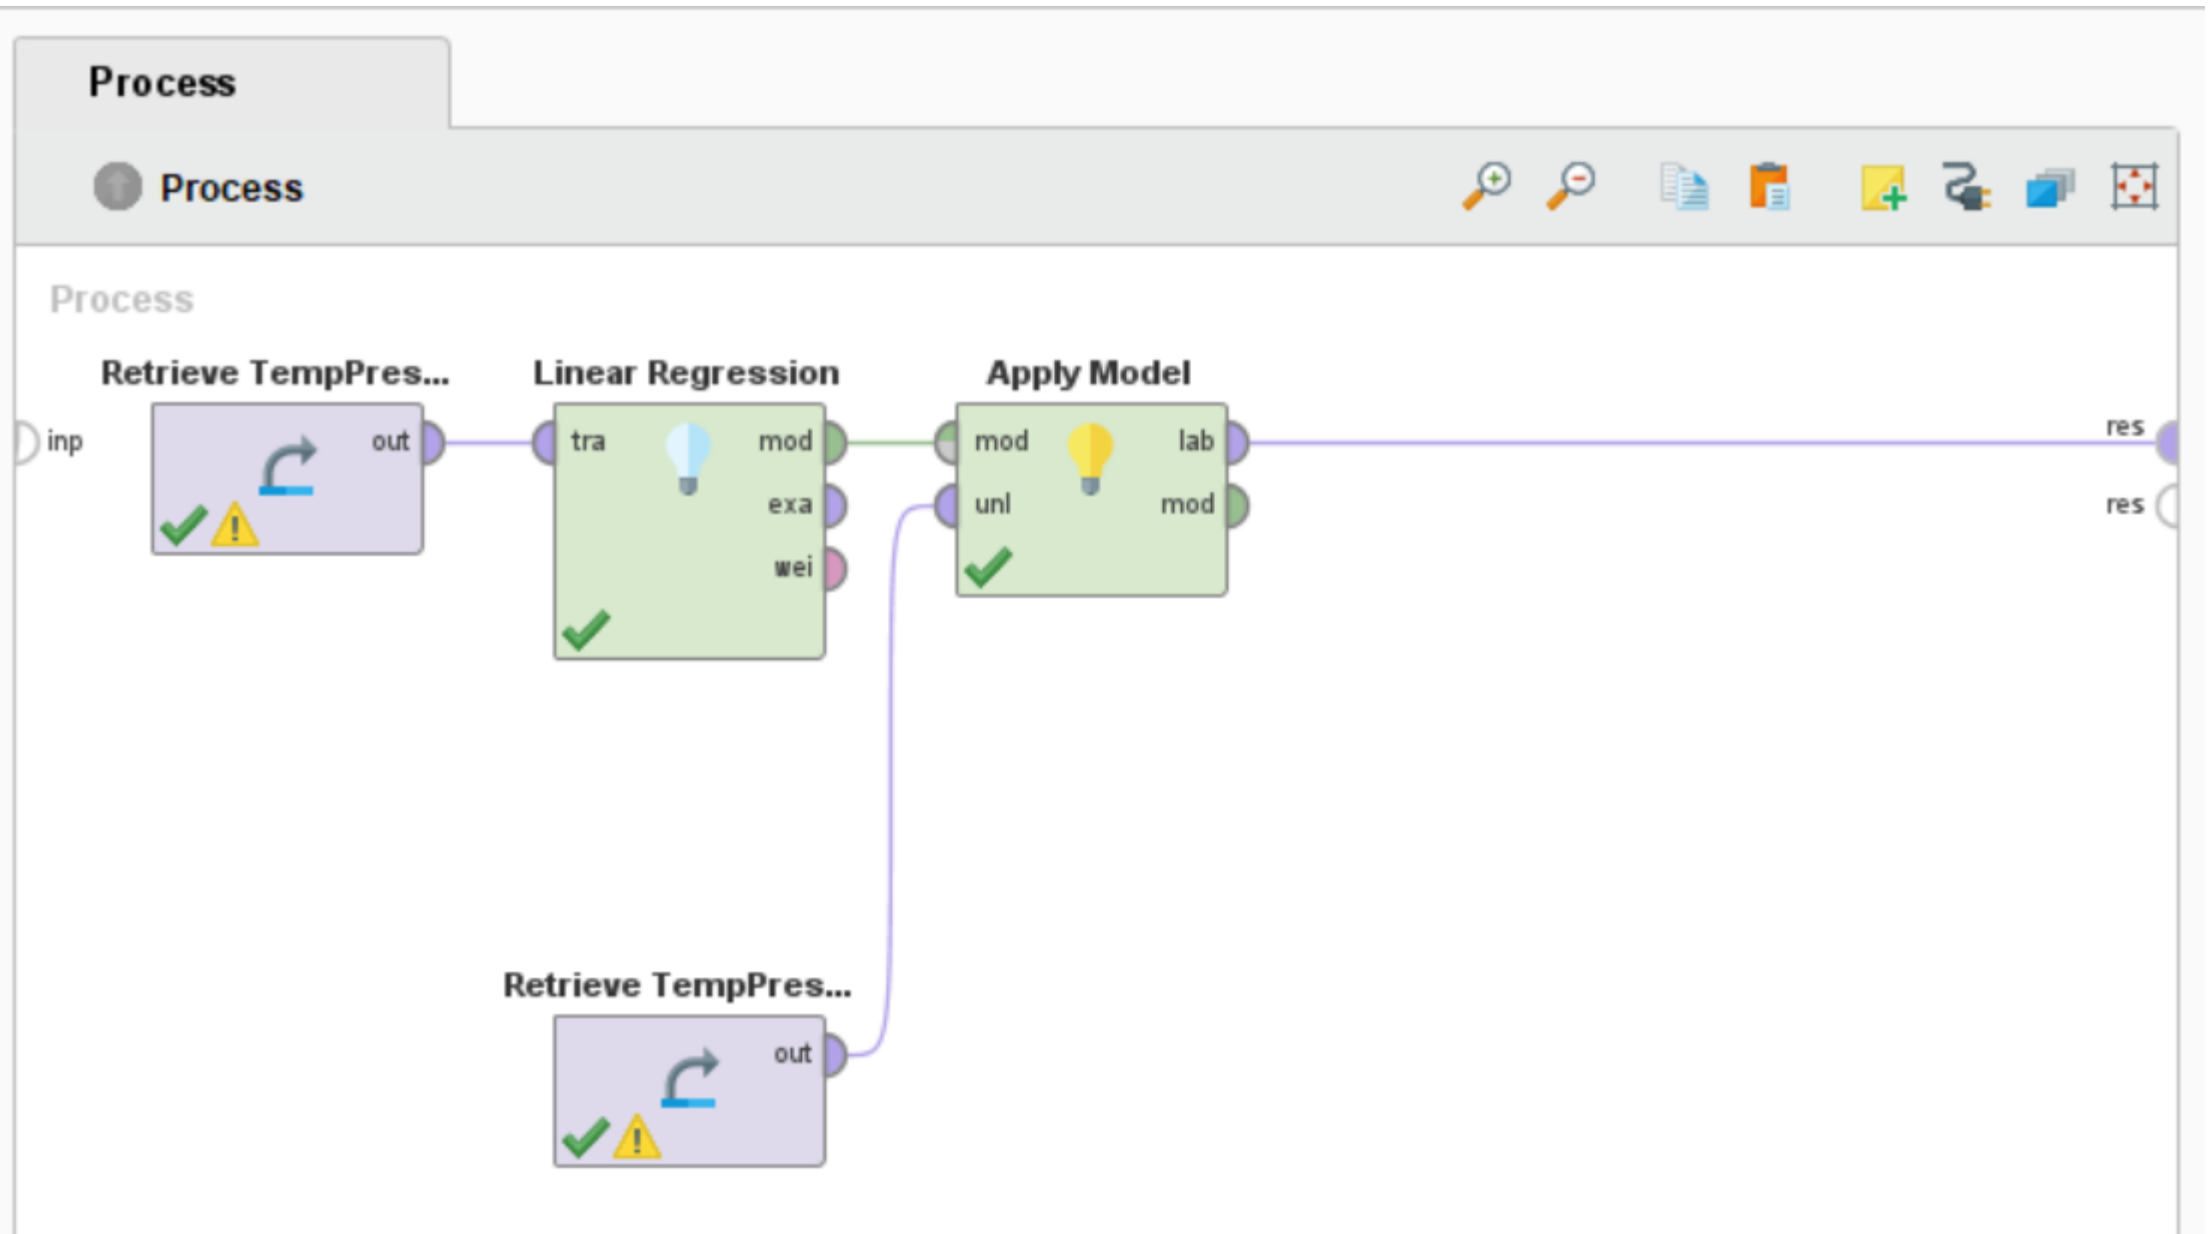 Process
Process
Process
Retrieve TempPres...
Linear Regression
Apply Model
inp
out
tra
mod
exa
wei
mod
unl
lab
mod
res
res
Retrieve TempPres...
out